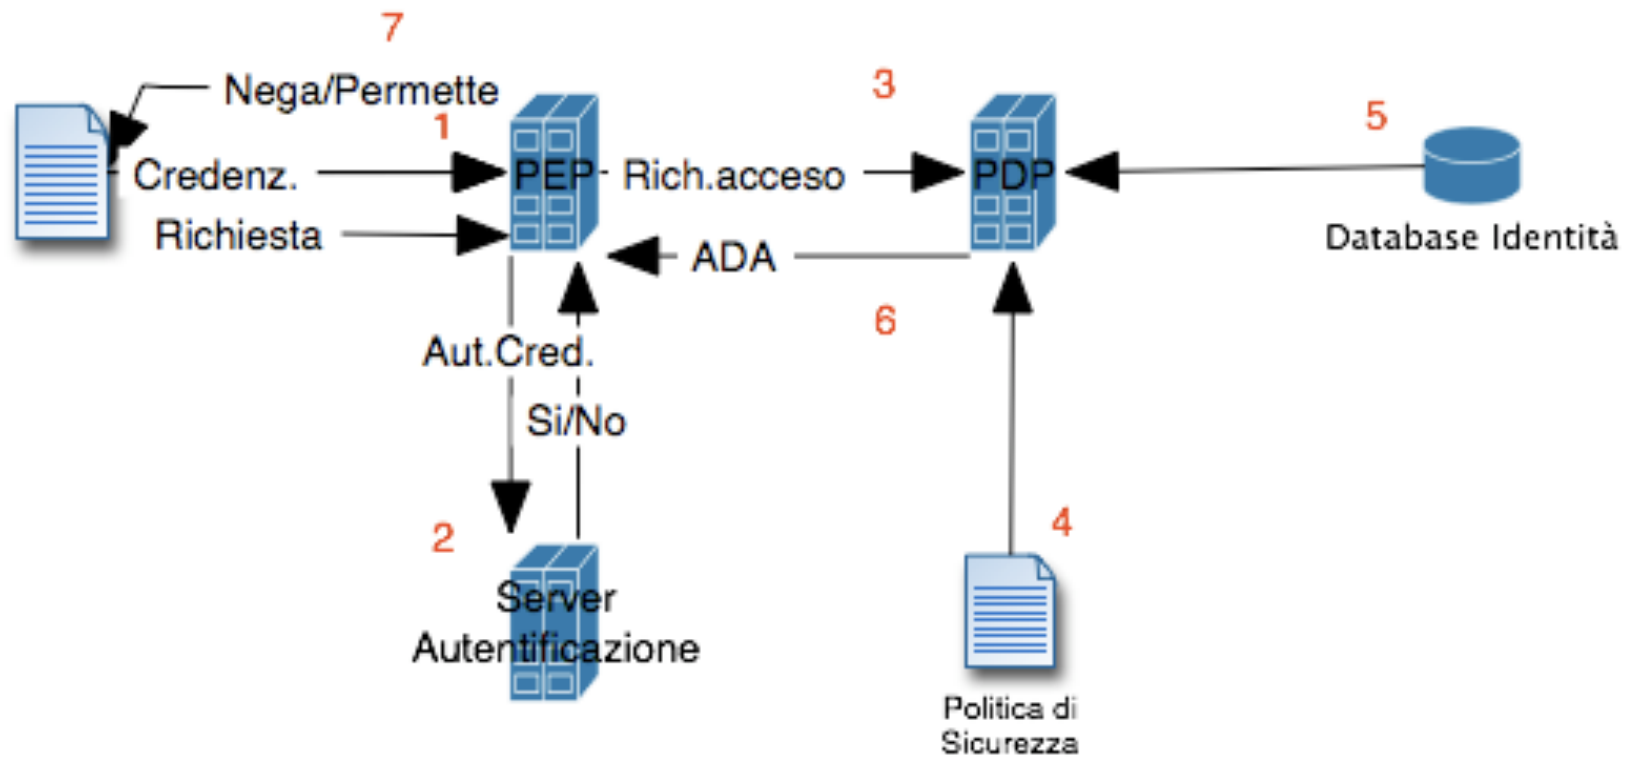 7
Nega/Permette
1
3
5
Credenz.
PEP
Rich.acceso
PDP
Richiesta
Database Identità
ADA
6
Aut.Cred.
Si/No
2
4
Server
Autentificazione
Politica di
Sicurezza